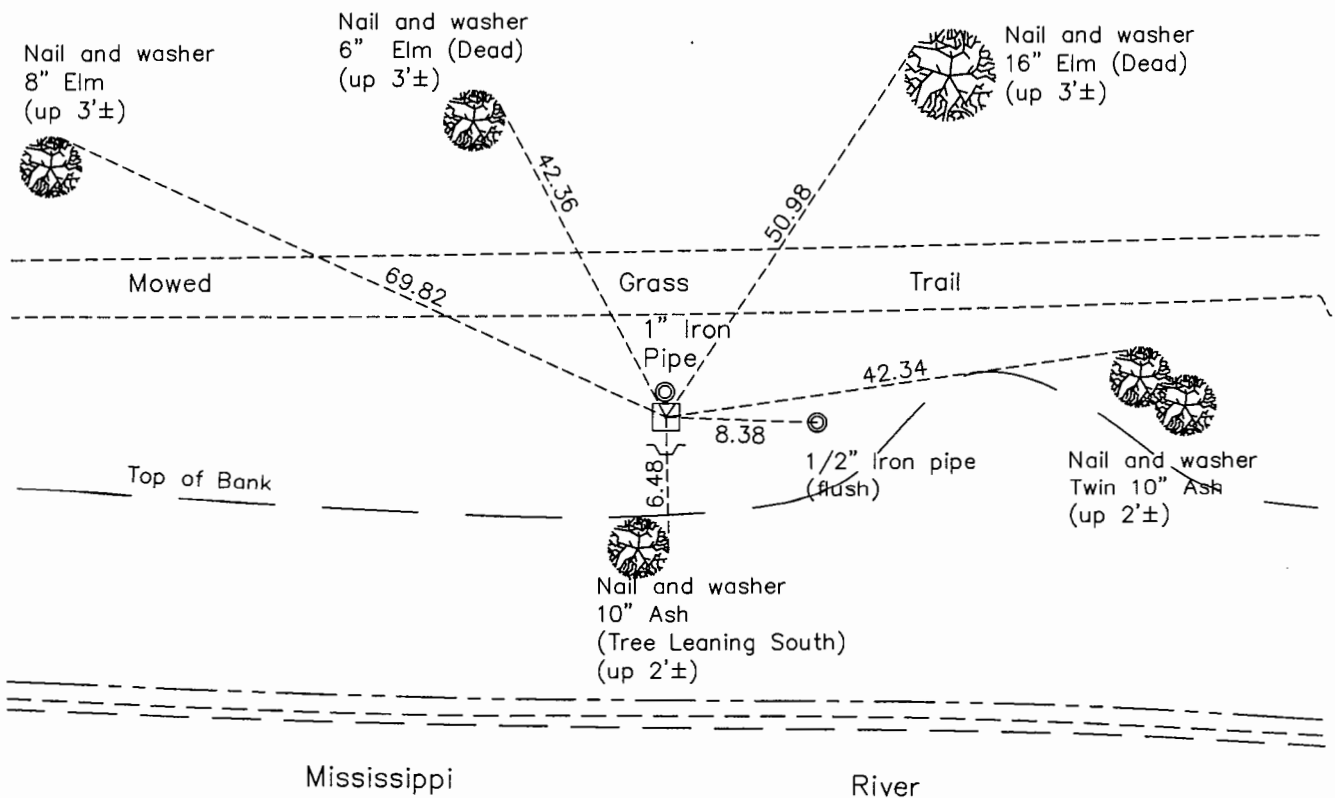 Nail and washer
8" Elm
(up 3'±)
Nail and washer
6" Elm (Dead)
(up 3'±)
Nail and washer
16" Elm (Dead)
(up 3'±)
42.36
50.98
69.82
Mowed Grass Trail
1" Iron
Pipe
42.34
8.38
6.48
1/2" Iron pipe
(flush)
Nail and washer
Twin 10" Ash
(up 2'±)
Top of Bank
Nail and washer
10" Ash
(Tree Leaning South)
(up 2'±)
Mississippi River